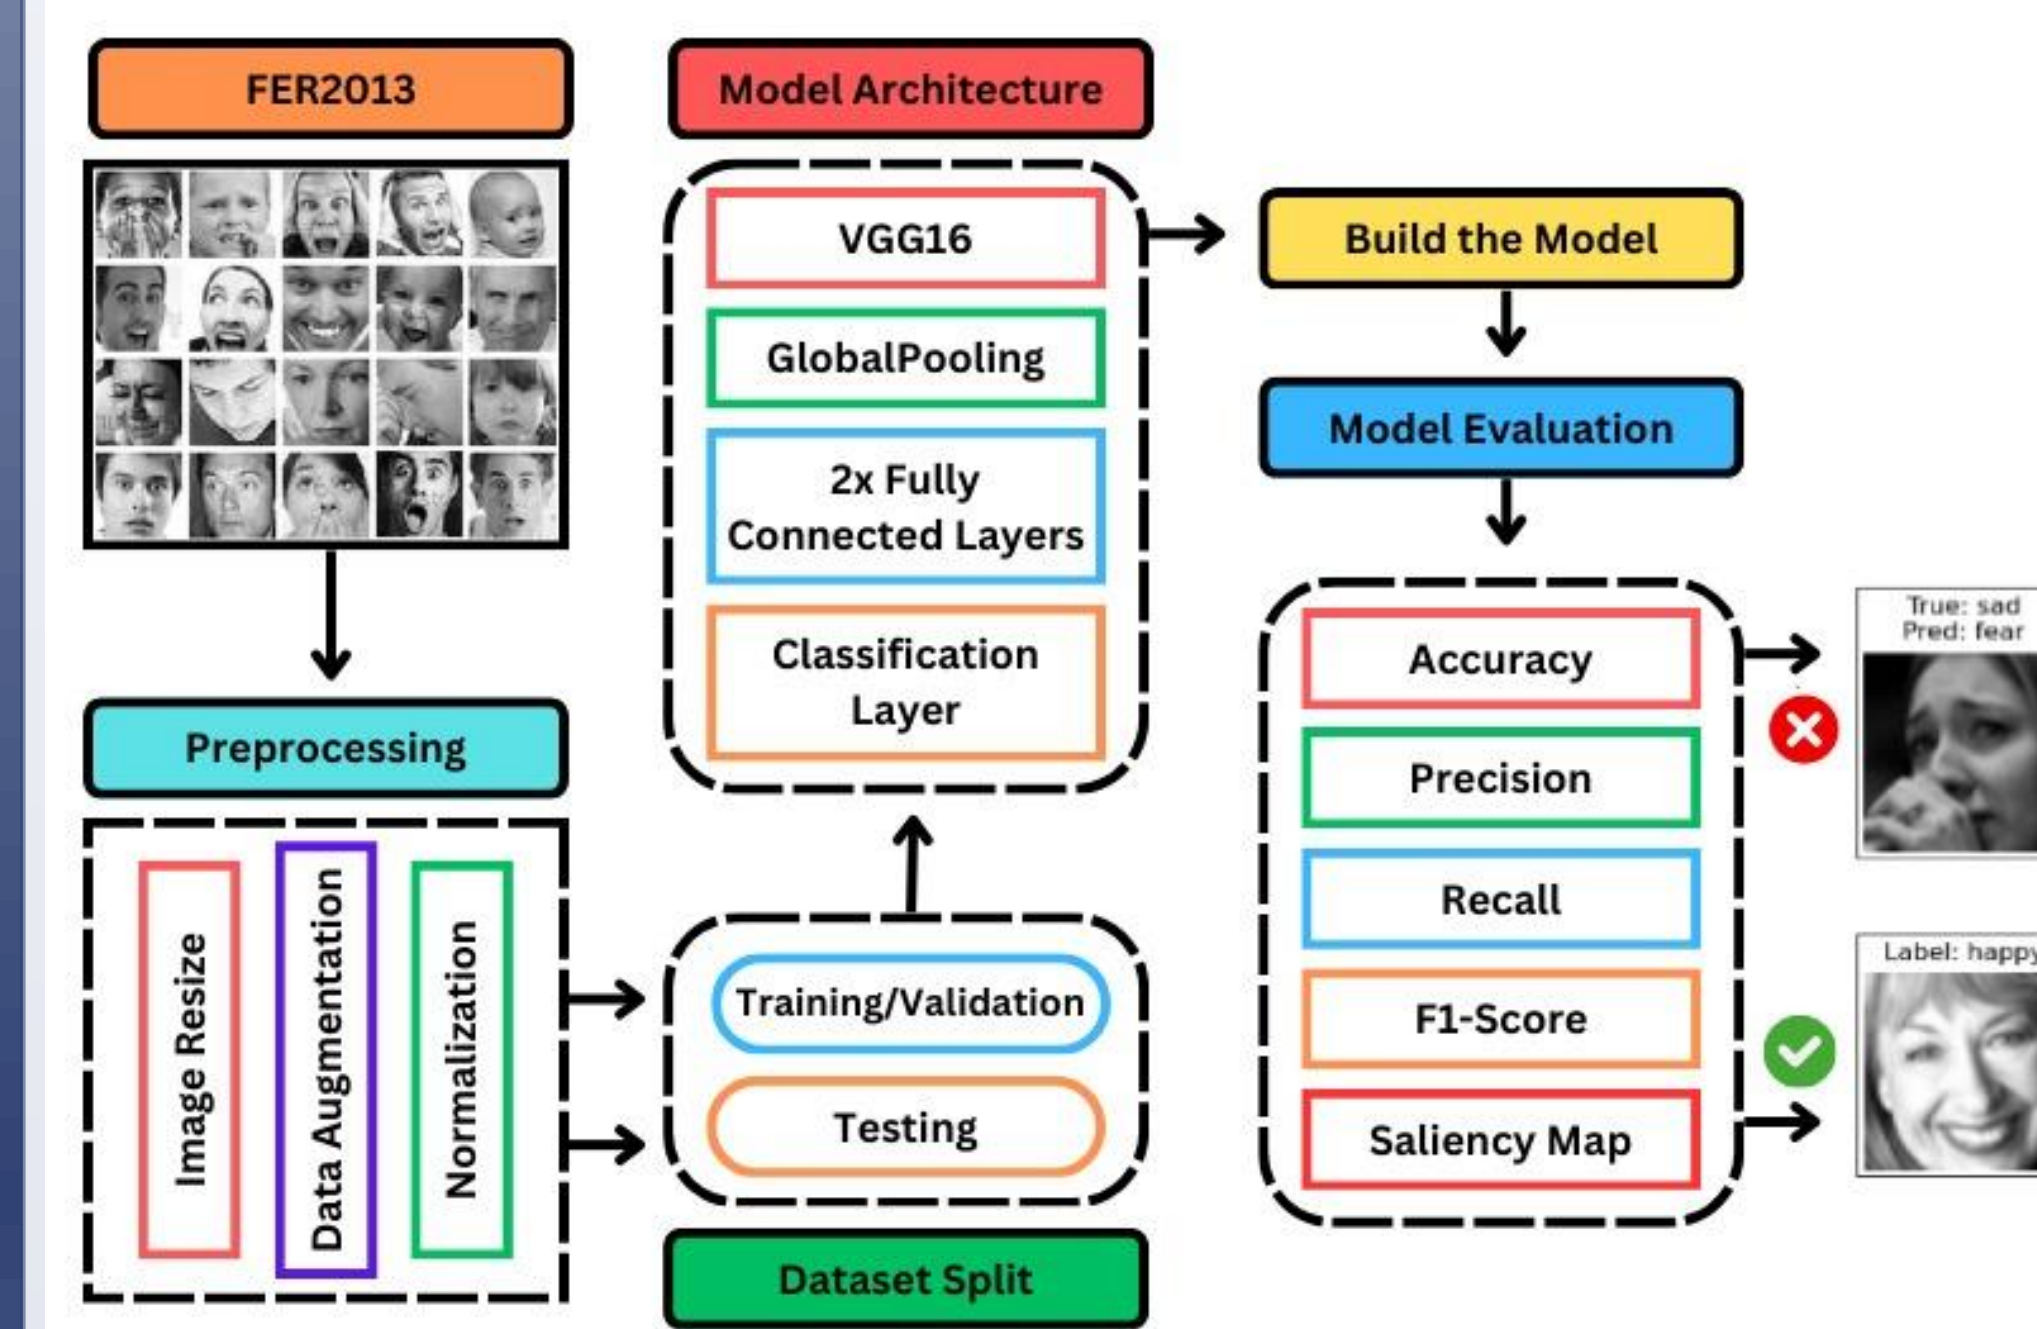 FER2013
Preprocessing
Image Resize
Data Augmentation
Normalization
Model Architecture
VGG16
GlobalPooling
2x Fully
Connected Layers
Classification
Layer
Training/Validation
Testing
Dataset Split
Build the Model
Model Evaluation
Accuracy
Precision
Recall
F1-Score
Saliency Map
True: sad
Pred: fear
Label: happy